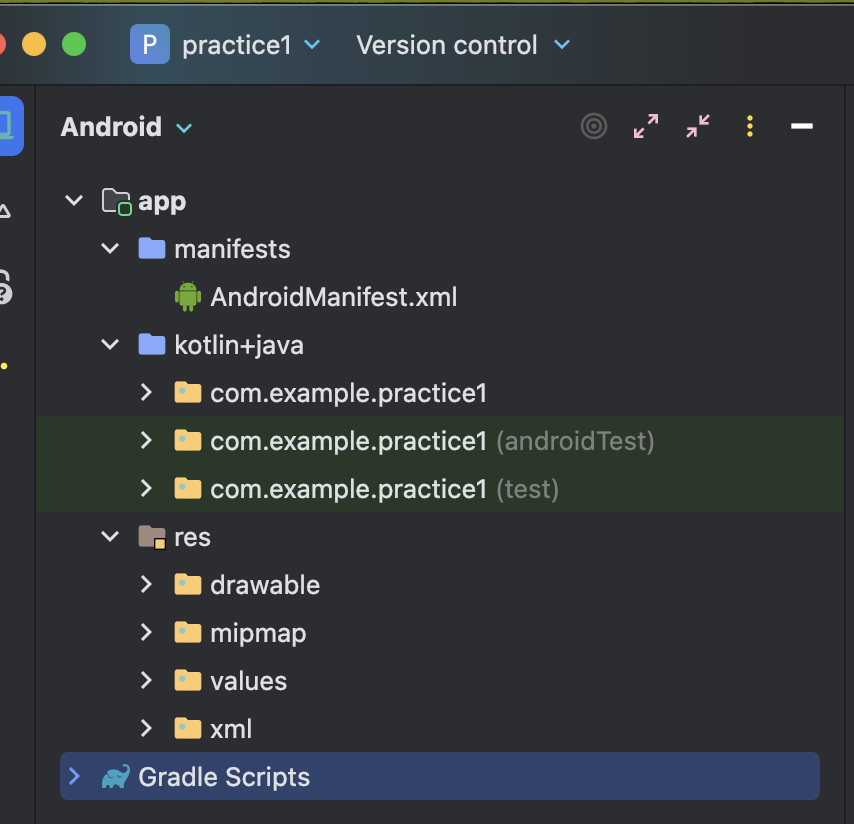 P practice1 Version control
Android
app
manifests
AndroidManifest.xml
kotlin+java
com.example.practice1
com.example.practice1 (androidTest)
com.example.practice1 (test)
res
drawable
mipmap
values
xml
Gradle Scripts